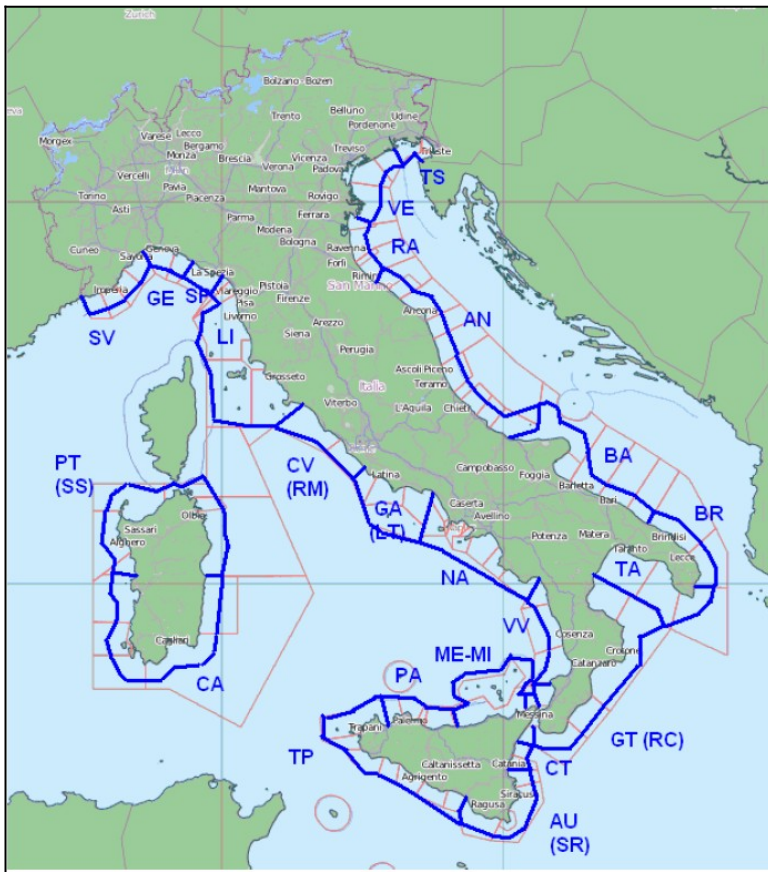 Zurich
Bolzano - Bozen
Morgex
Varese
Lecco
Bergamo
Monza
Trento
Belluno
Pordenone
Udine
Treviso
Trieste
TS
Vercelli
Brescia
Verona
Vicenza
Padova
Torino
Pavia
Mantova
Rovigo
VE
Asti
Piacenza
Parma
Ferrara
Modena
Bologna
Cuneo
Genova
Savona
Ravenna
RA
Forlì
Rimini
Imperia
GE
SP
La Spezia
Viareggio
Pistoia
San Marino
Pisa
Firenze
SV
LI
Livorno
Ancona
AN
Arezzo
Siena
Perugia
Ascoli Piceno
Grosseto
Italia
Teramo
Viterbo
L'Aquila
Chieti
PT
(SS)
CV
(RM)
Latina
Campobasso
Foggia
BA
Barletta
Bari
GA
(LT)
Caserta
Avellino
BR
Olbia
Sassari
Alghero
Potenza
Matera
Taranto
Brindisi
Lecce
TA
NA
Cagliari
VV
Cosenza
Crotone
Catanzaro
CA
ME-MI
PA
Messina
GT (RC)
Trapani
Palermo
TP
Caltanissetta
Catania
CT
Agrigento
Ragusa
Siracus
AU
(SR)